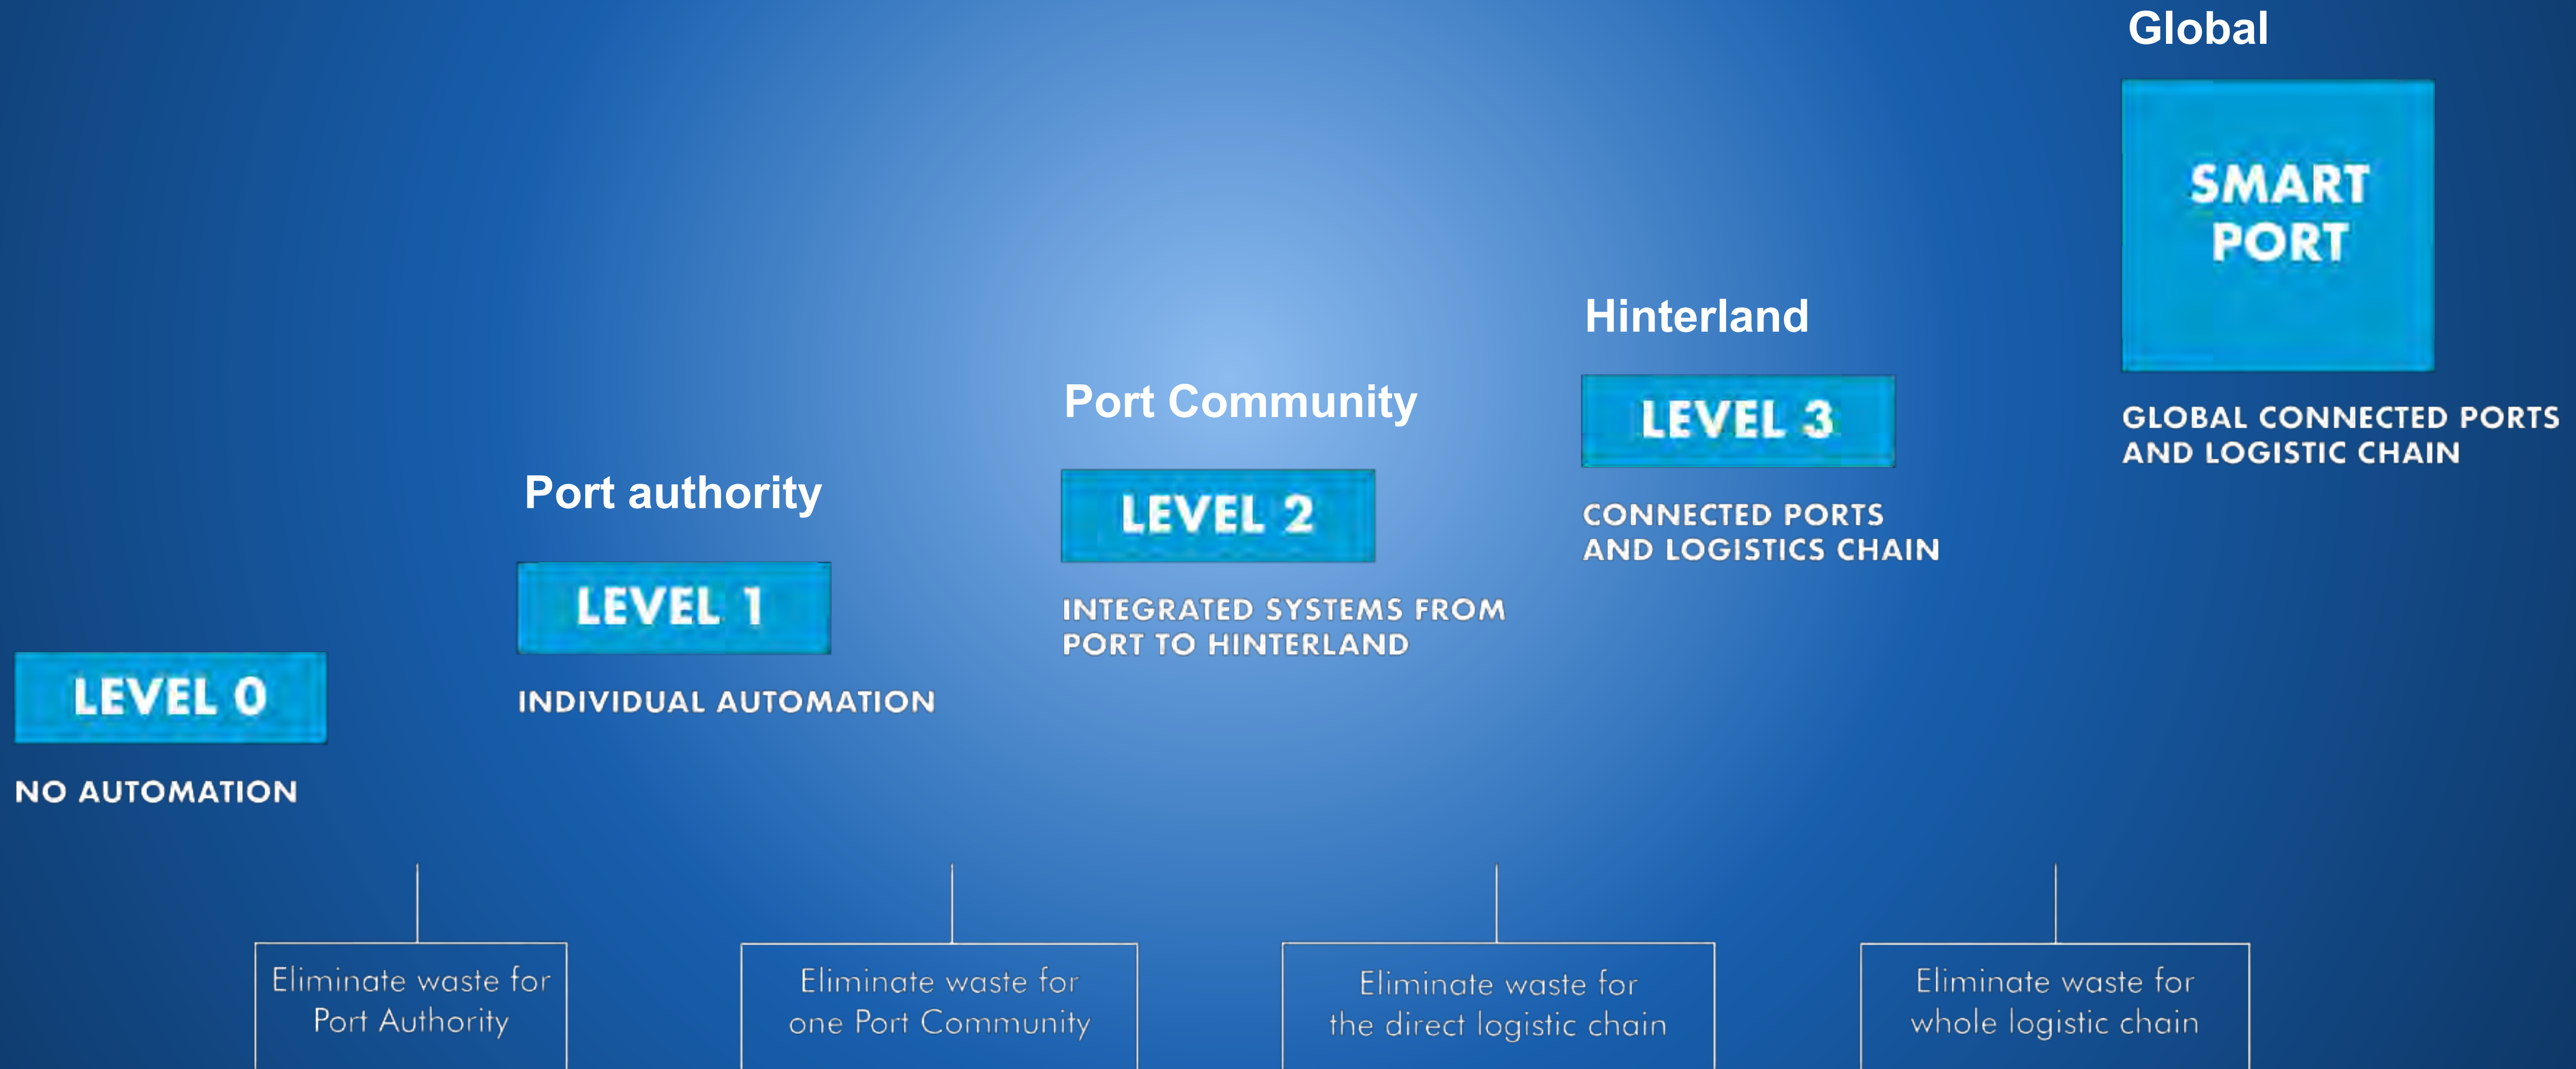 Global
SMART
PORT
GLOBAL CONNECTED PORTS
AND LOGISTIC CHAIN
Hinterland
LEVEL 3
CONNECTED PORTS
AND LOGISTICS CHAIN
Port Community
LEVEL 2
INTEGRATED SYSTEMS FROM
PORT TO HINTERLAND
Port authority
LEVEL 1
INDIVIDUAL AUTOMATION
LEVEL 0
NO AUTOMATION
Eliminate waste for
Port Authority
Eliminate waste for
one Port Community
Eliminate waste for
the direct logistic chain
Eliminate waste for
whole logistic chain